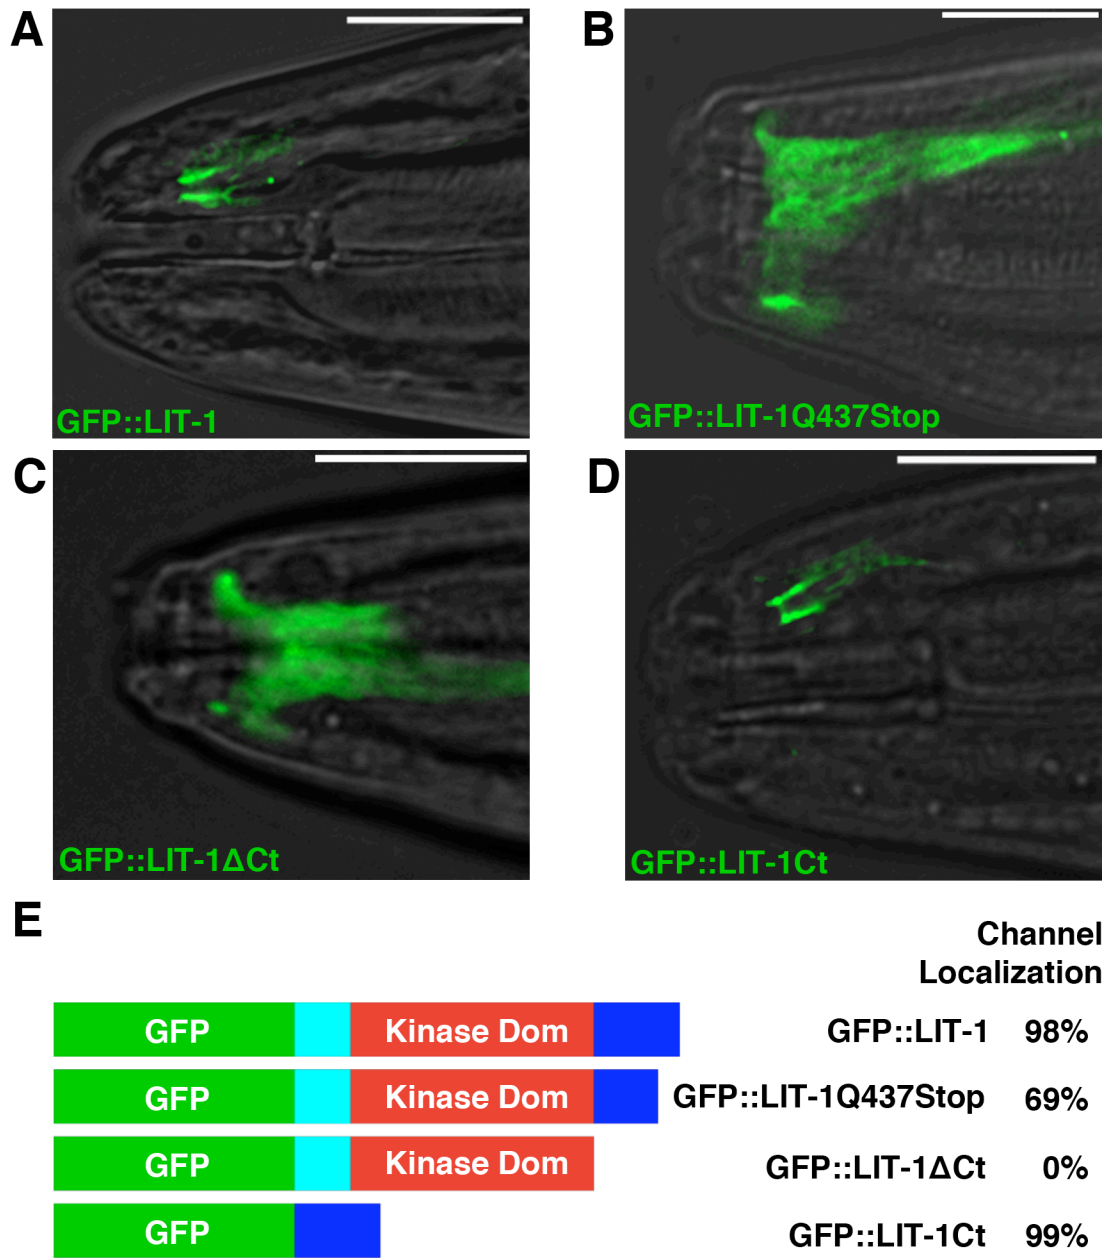 A
B
GFP::LIT-1
GFP::LIT-1Q437Stop
C
D
GFP::LIT-1ΔCt
GFP::LIT-1Ct
E
Channel
Localization
GFP Kinase Dom GFP::LIT-1 98%
GFP Kinase Dom GFP::LIT-1Q437Stop 69%
GFP Kinase Dom GFP::LIT-1ΔCt 0%
GFP GFP::LIT-1Ct 99%